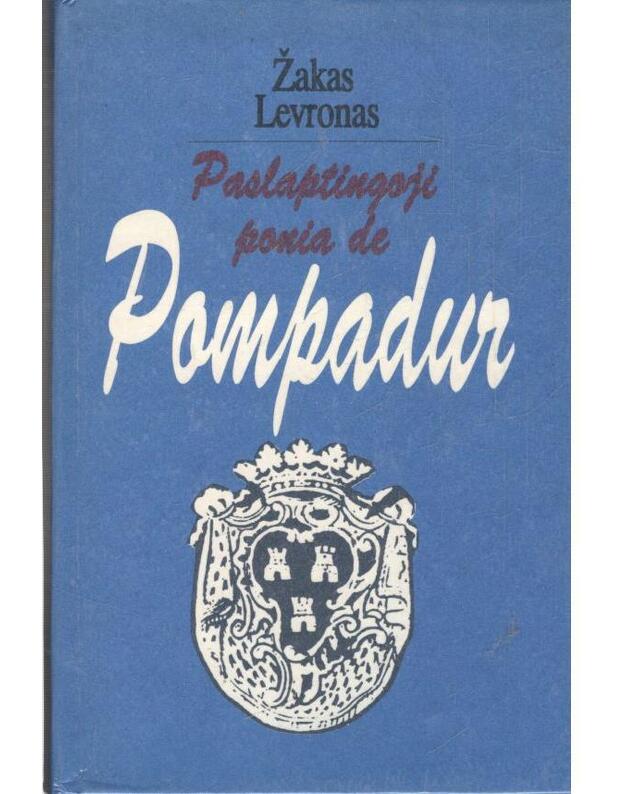 Žakas
Levronas
Paslaptingoji
ponia de
Pompadur